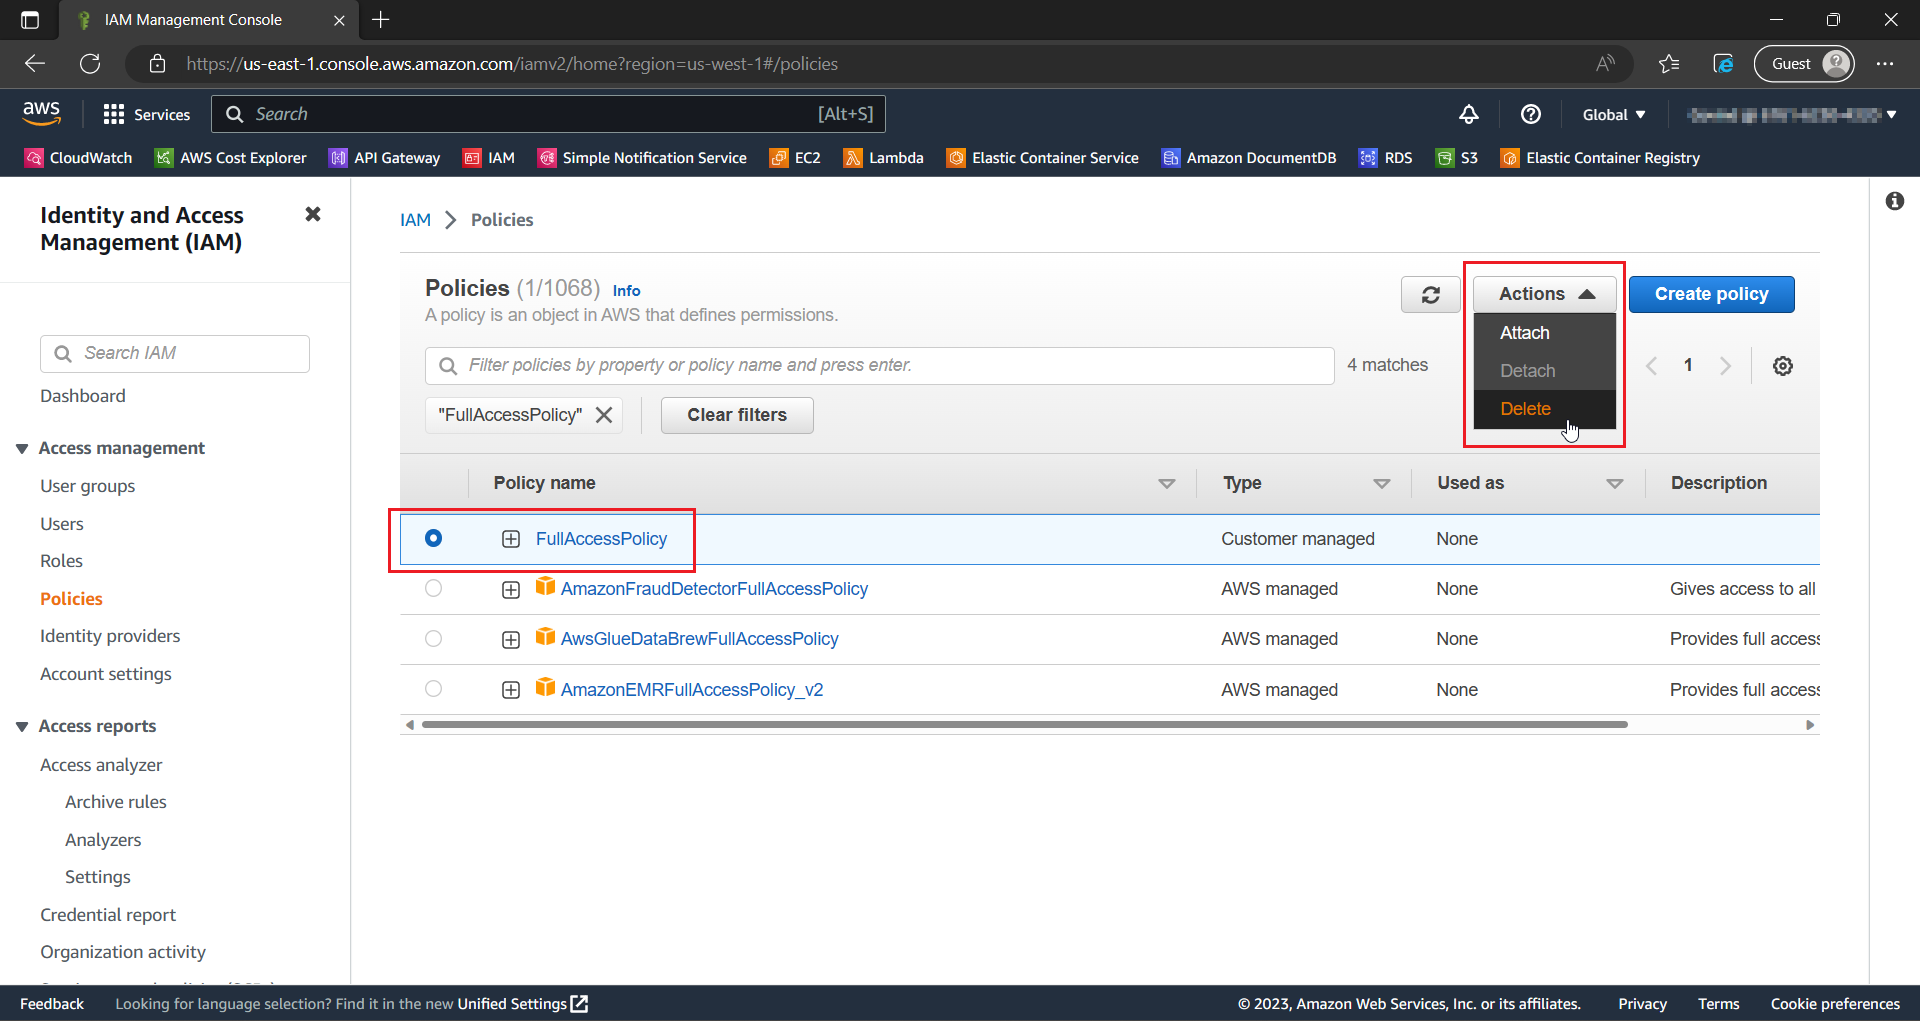 IAM Management Console
https://us-east-1.console.aws.amazon.com/iamv2/home?region=us-west-1#/policies
Guest
aws
Services
Search
[Alt+S]
Global
CloudWatch
AWS Cost Explorer
API Gateway
IAM
Simple Notification Service
EC2
Lambda
Elastic Container Service
Amazon DocumentDB
RDS
S3
Elastic Container Registry
Identity and Access
Management (IAM)
Search IAM
Dashboard
Access management
User groups
Users
Roles
Policies
Identity providers
Account settings
Access reports
Access analyzer
Archive rules
Analyzers
Settings
Credential report
Organization activity
IAM > Policies
Policies (1/1068) Info
A policy is an object in AWS that defines permissions.
Actions
Create policy
Attach
Detach
Delete
Filter policies by property or policy name and press enter.
4 matches
1
"FullAccessPolicy"
Clear filters
Policy name Type Used as Description
FullAccessPolicy Customer managed None
AmazonFraudDetectorFullAccessPolicy AWS managed None Gives access to all
AwsGlueDataBrewFullAccessPolicy AWS managed None Provides full access
AmazonEMRFullAccessPolicy_v2 AWS managed None Provides full access
Feedback
Looking for language selection? Find it in the new Unified Settings
© 2023, Amazon Web Services, Inc. or its affiliates.
Privacy
Terms
Cookie preferences